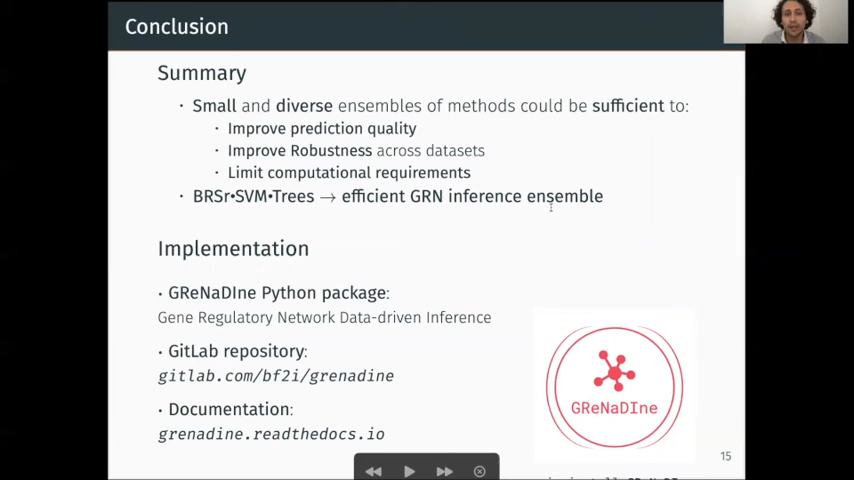 Conclusion
Summary
· Small and diverse ensembles of methods could be sufficient to:
· Improve prediction quality
· Improve Robustness across datasets
· Limit computational requirements
· BRSr•SVM•Trees → efficient GRN inference ensemble
Implementation
· GReNaDIne Python package:
Gene Regulatory Network Data-driven Inference
· GitLab repository:
gitlab.com/bf2i/grenadine
· Documentation:
grenadine.readthedocs.io
GReNaDIne
15